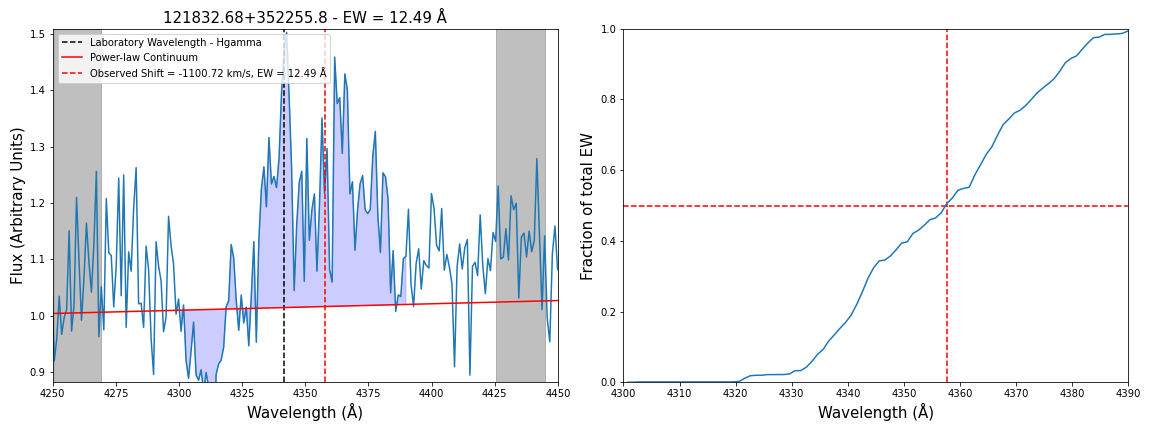 121832.68+352255.8 - EW = 12.49 Å
Laboratory Wavelength - Hgamma
Power-law Continuum
Observed Shift = -1100.72 km/s, EW = 12.49 Å
Flux (Arbitrary Units)
1.5
1.4
1.3
1.2
1.1
1.0
0.9
4250 4275 4300 4325 4350 4375 4400 4425 4450
Wavelength (Å)
Fraction of total EW
1.0
0.8
0.6
0.4
0.2
0.0
4300 4310 4320 4330 4340 4350 4360 4370 4380 4390
Wavelength (Å)